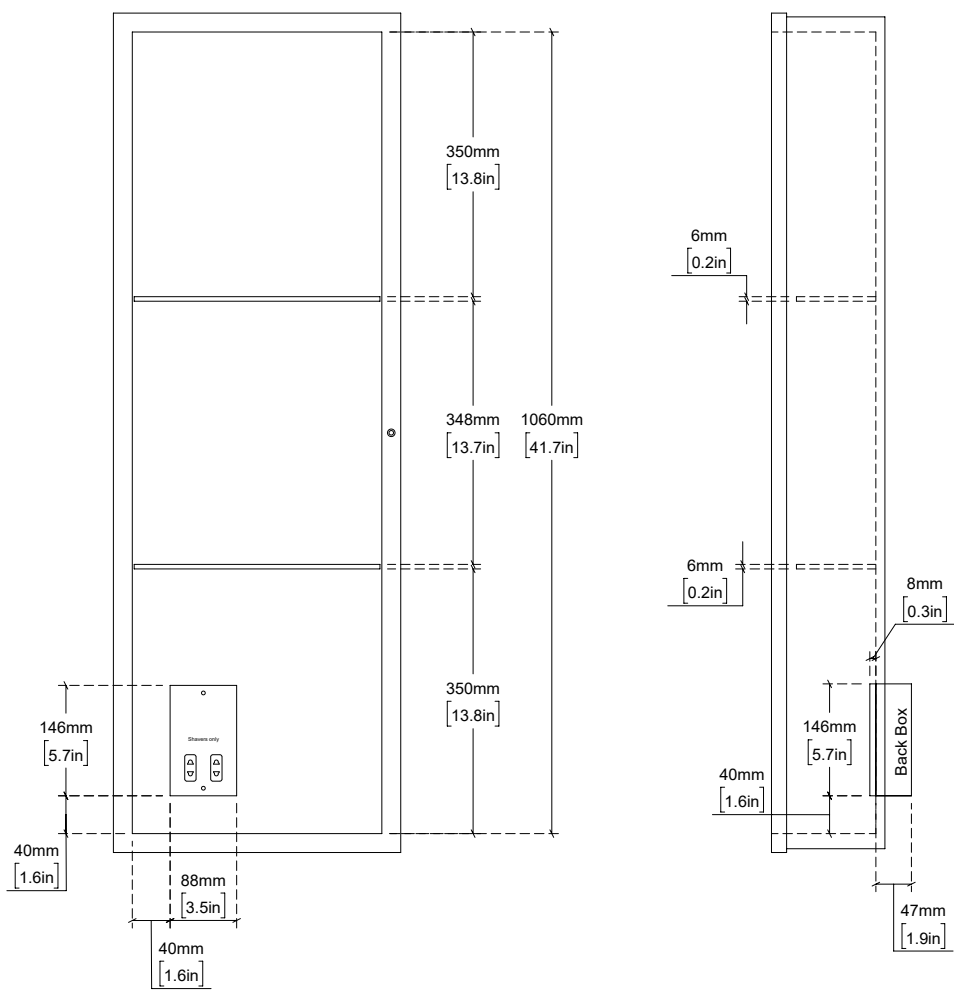 350mm
[13.8in]
6mm
[0.2in]
348mm
[13.7in]
1060mm
[41.7in]
6mm
[0.2in]
8mm
[0.3in]
350mm
[13.8in]
146mm
[5.7in]
Shavers only
146mm
[5.7in]
Back Box
40mm
[1.6in]
40mm
[1.6in]
88mm
[3.5in]
47mm
[1.9in]
40mm
[1.6in]